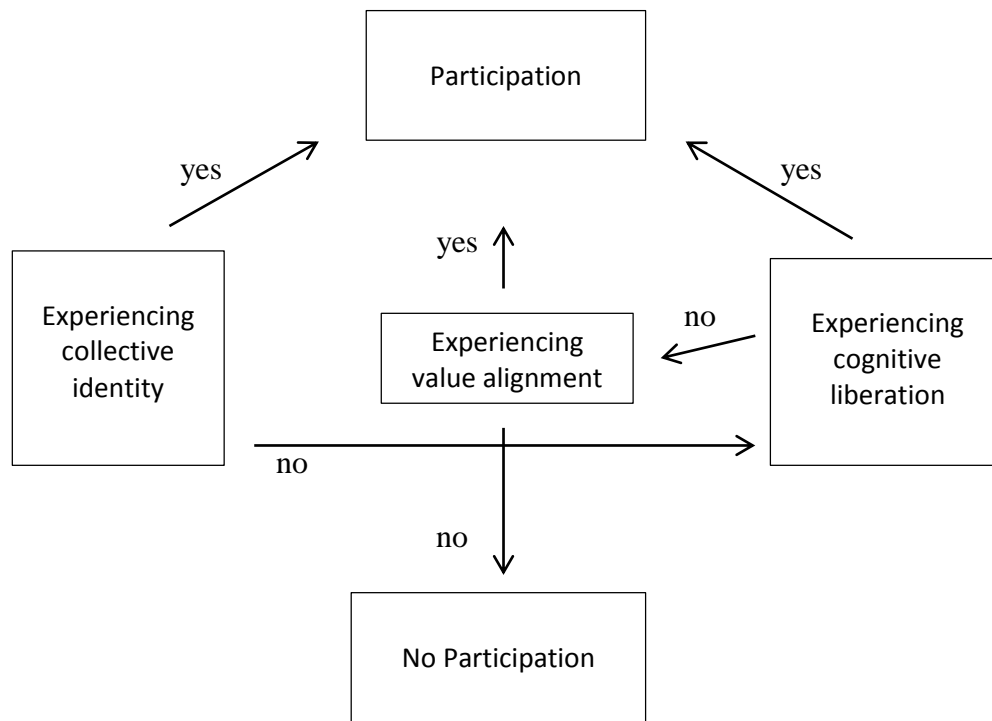 Participation
yes
yes
yes
Experiencing
collective
identity
Experiencing
value alignment
no
Experiencing
cognitive
liberation
no
no
No Participation